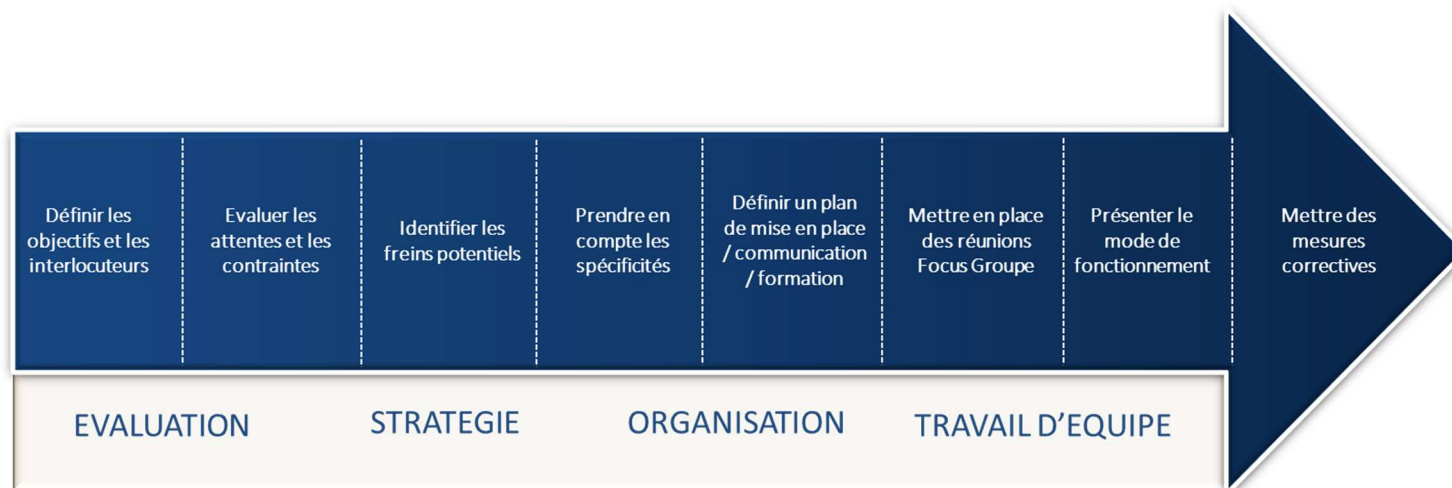 Définir les
objectifs et les
interlocuteurs
Evaluer les
attentes et les
contraintes
Identifier les
freins potentiels
Prendre en
compte les
spécificités
Définir un plan
de mise en place
/ communication
/ formation
Mettre en place
des réunions
Focus Groupe
Présenter le
mode de
fonctionnement
Mettre des
mesures
correctives
EVALUATION
STRATEGIE
ORGANISATION
TRAVAIL D’EQUIPE